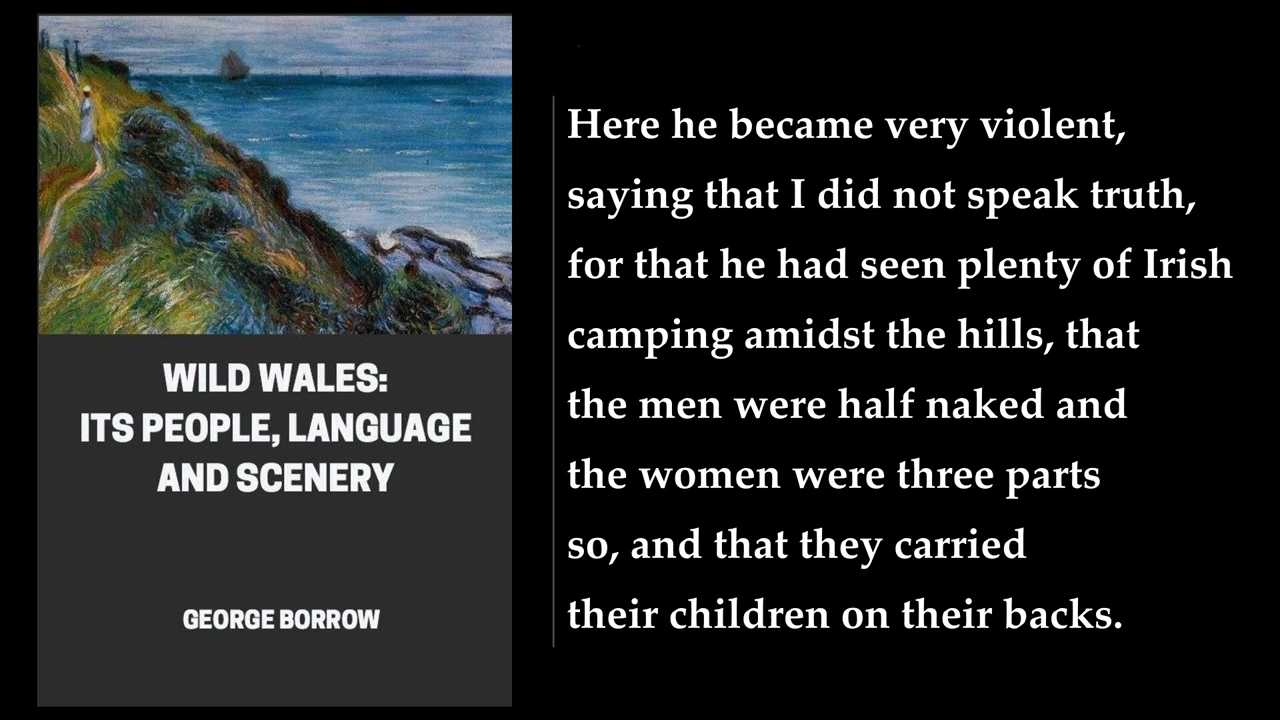 WILD WALES:
ITS PEOPLE, LANGUAGE
AND SCENERY
GEORGE BORROW
Here he became very violent,
saying that I did not speak truth,
for that he had seen plenty of Irish
camping amidst the hills, that
the men were half naked and
the women were three parts
so, and that they carried
their children on their backs.